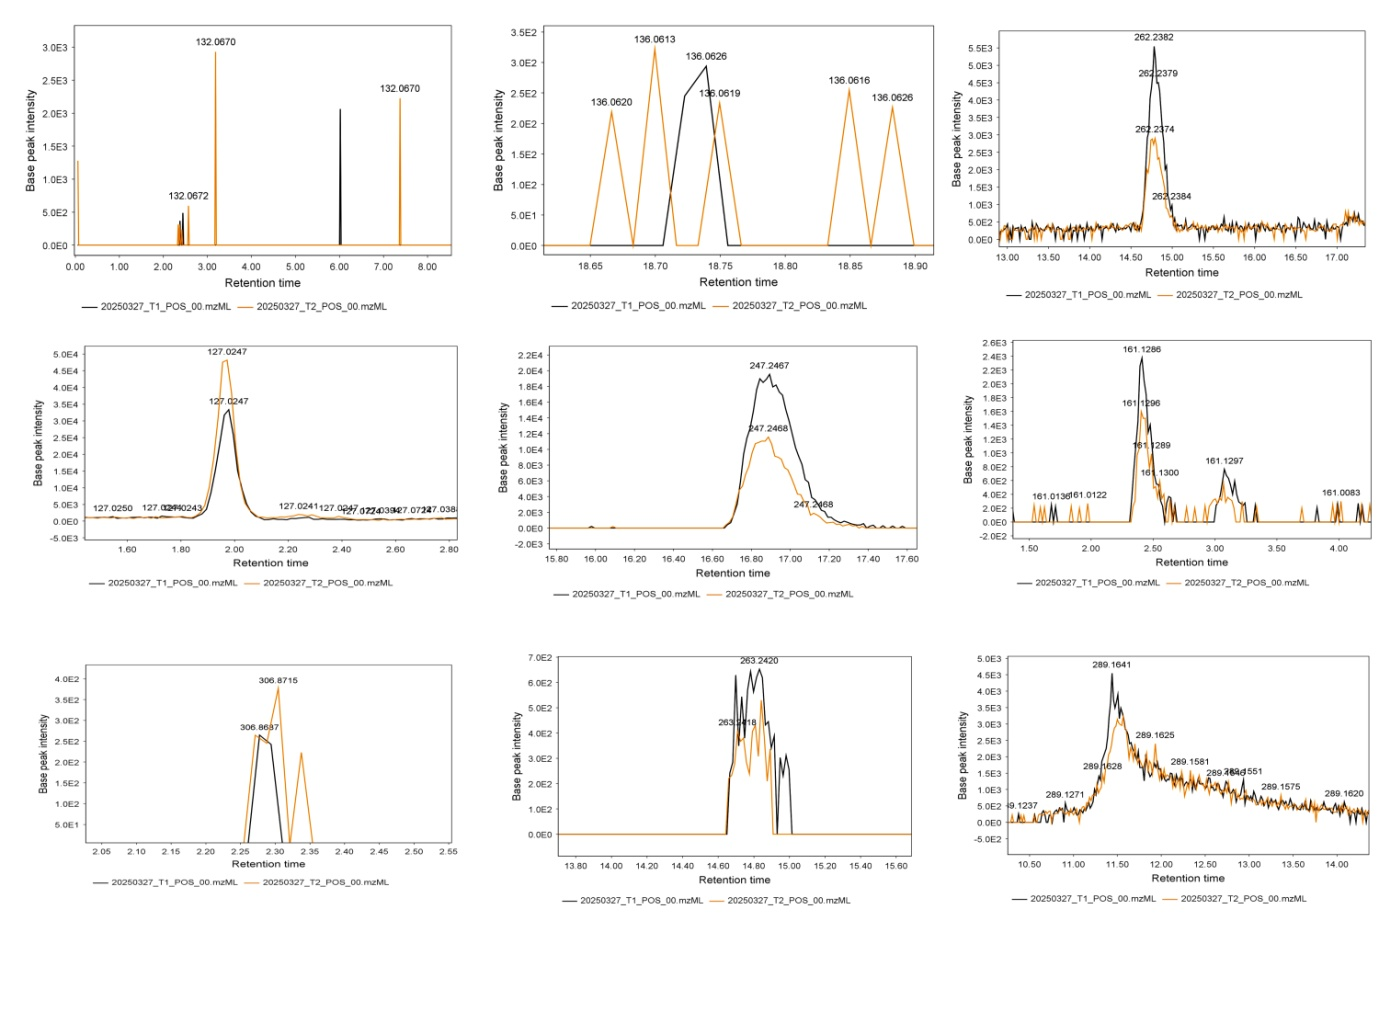 Base peak intensity
3.0E3
2.5E3
2.0E3
1.5E3
1.0E3
5.0E2
0.0E0
132.0670
132.0670
132.0672
0.00 1.00 2.00 3.00 4.00 5.00 6.00 7.00 8.00
Retention time
20250327_T1_POS_00.mzML 20250327_T2_POS_00.mzML
Base peak intensity
3.5E2
3.0E2
2.5E2
2.0E2
1.5E2
1.0E2
5.0E1
0.0E0
136.0613
136.0626
136.0620
136.0619
136.0616
136.0626
18.65 18.70 18.75 18.80 18.85 18.90
Retention time
20250327_T1_POS_00.mzML 20250327_T2_POS_00.mzML
Base peak intensity
5.5E3
5.0E3
4.5E3
4.0E3
3.5E3
3.0E3
2.5E3
2.0E3
1.5E3
1.0E3
5.0E2
0.0E0
262.2382
262.2379
262.2374
262.2384
13.00 13.50 14.00 14.50 15.00 15.50 16.00 16.50 17.00
Retention time
20250327_T1_POS_00.mzML 20250327_T2_POS_00.mzML
Base peak intensity
5.0E4
4.5E4
4.0E4
3.5E4
3.0E4
2.5E4
2.0E4
1.5E4
1.0E4
5.0E3
0.0E0
-5.0E3
127.0247
127.0247
127.0250
127.0241
1.60 1.80 2.00 2.20 2.40 2.60 2.80
Retention time
20250327_T1_POS_00.mzML 20250327_T2_POS_00.mzML
Base peak intensity
2.2E4
2.0E4
1.8E4
1.6E4
1.4E4
1.2E4
1.0E4
8.0E3
6.0E3
4.0E3
2.0E3
0.0E0
-2.0E3
247.2467
247.2468
247.2468
15.80 16.00 16.20 16.40 16.60 16.80 17.00 17.20 17.40 17.60
Retention time
20250327_T1_POS_00.mzML 20250327_T2_POS_00.mzML
Base peak intensity
2.6E3
2.4E3
2.2E3
2.0E3
1.8E3
1.6E3
1.4E3
1.2E3
1.0E3
8.0E2
6.0E2
4.0E2
2.0E2
0.0E0
-2.0E2
161.1286
161.1296
161.1289
161.1300
161.1297
161.0136
161.0122
161.0083
1.50 2.00 2.50 3.00 3.50 4.00
Retention time
20250327_T1_POS_00.mzML 20250327_T2_POS_00.mzML
Base peak intensity
4.0E2
3.5E2
3.0E2
2.5E2
2.0E2
1.5E2
1.0E2
5.0E1
306.8715
306.8687
2.05 2.10 2.15 2.20 2.25 2.30 2.35 2.40 2.45 2.50 2.55
Retention time
20250327_T1_POS_00.mzML 20250327_T2_POS_00.mzML
Base peak intensity
7.0E2
6.0E2
5.0E2
4.0E2
3.0E2
2.0E2
1.0E2
0.0E0
263.2420
263.2418
13.80 14.00 14.20 14.40 14.60 14.80 15.00 15.20 15.40 15.60
Retention time
20250327_T1_POS_00.mzML 20250327_T2_POS_00.mzML
Base peak intensity
5.0E3
4.5E3
4.0E3
3.5E3
3.0E3
2.5E3
2.0E3
1.5E3
1.0E3
5.0E2
0.0E0
-5.0E2
289.1641
289.1625
289.1628
289.1581
289.1271
289.1575
289.1620
10.50 11.00 11.50 12.00 12.50 13.00 13.50 14.00
Retention time
20250327_T1_POS_00.mzML 20250327_T2_POS_00.mzML